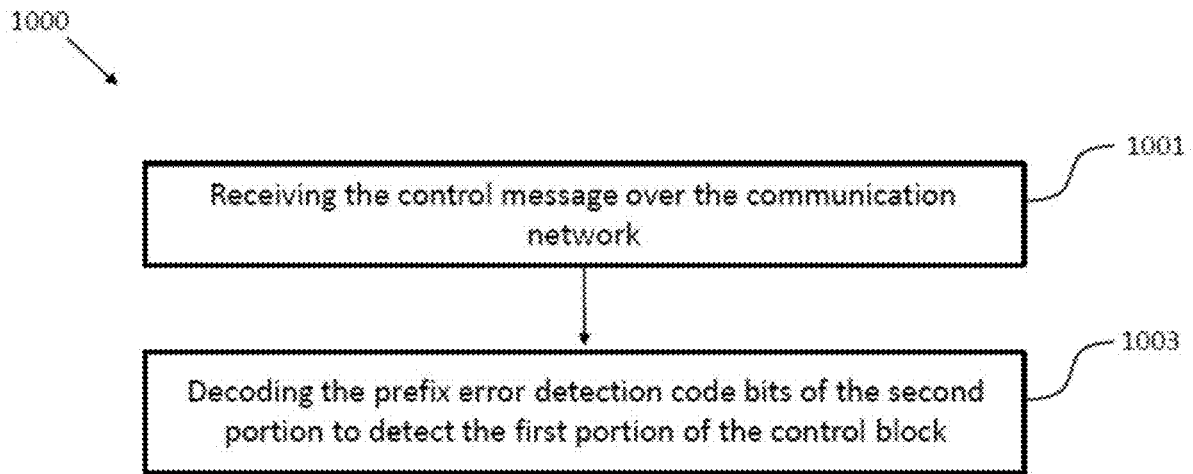 1000
1001
Receiving the control message over the communication
network
1003
Decoding the prefix error detection code bits of the second
portion to detect the first portion of the control block